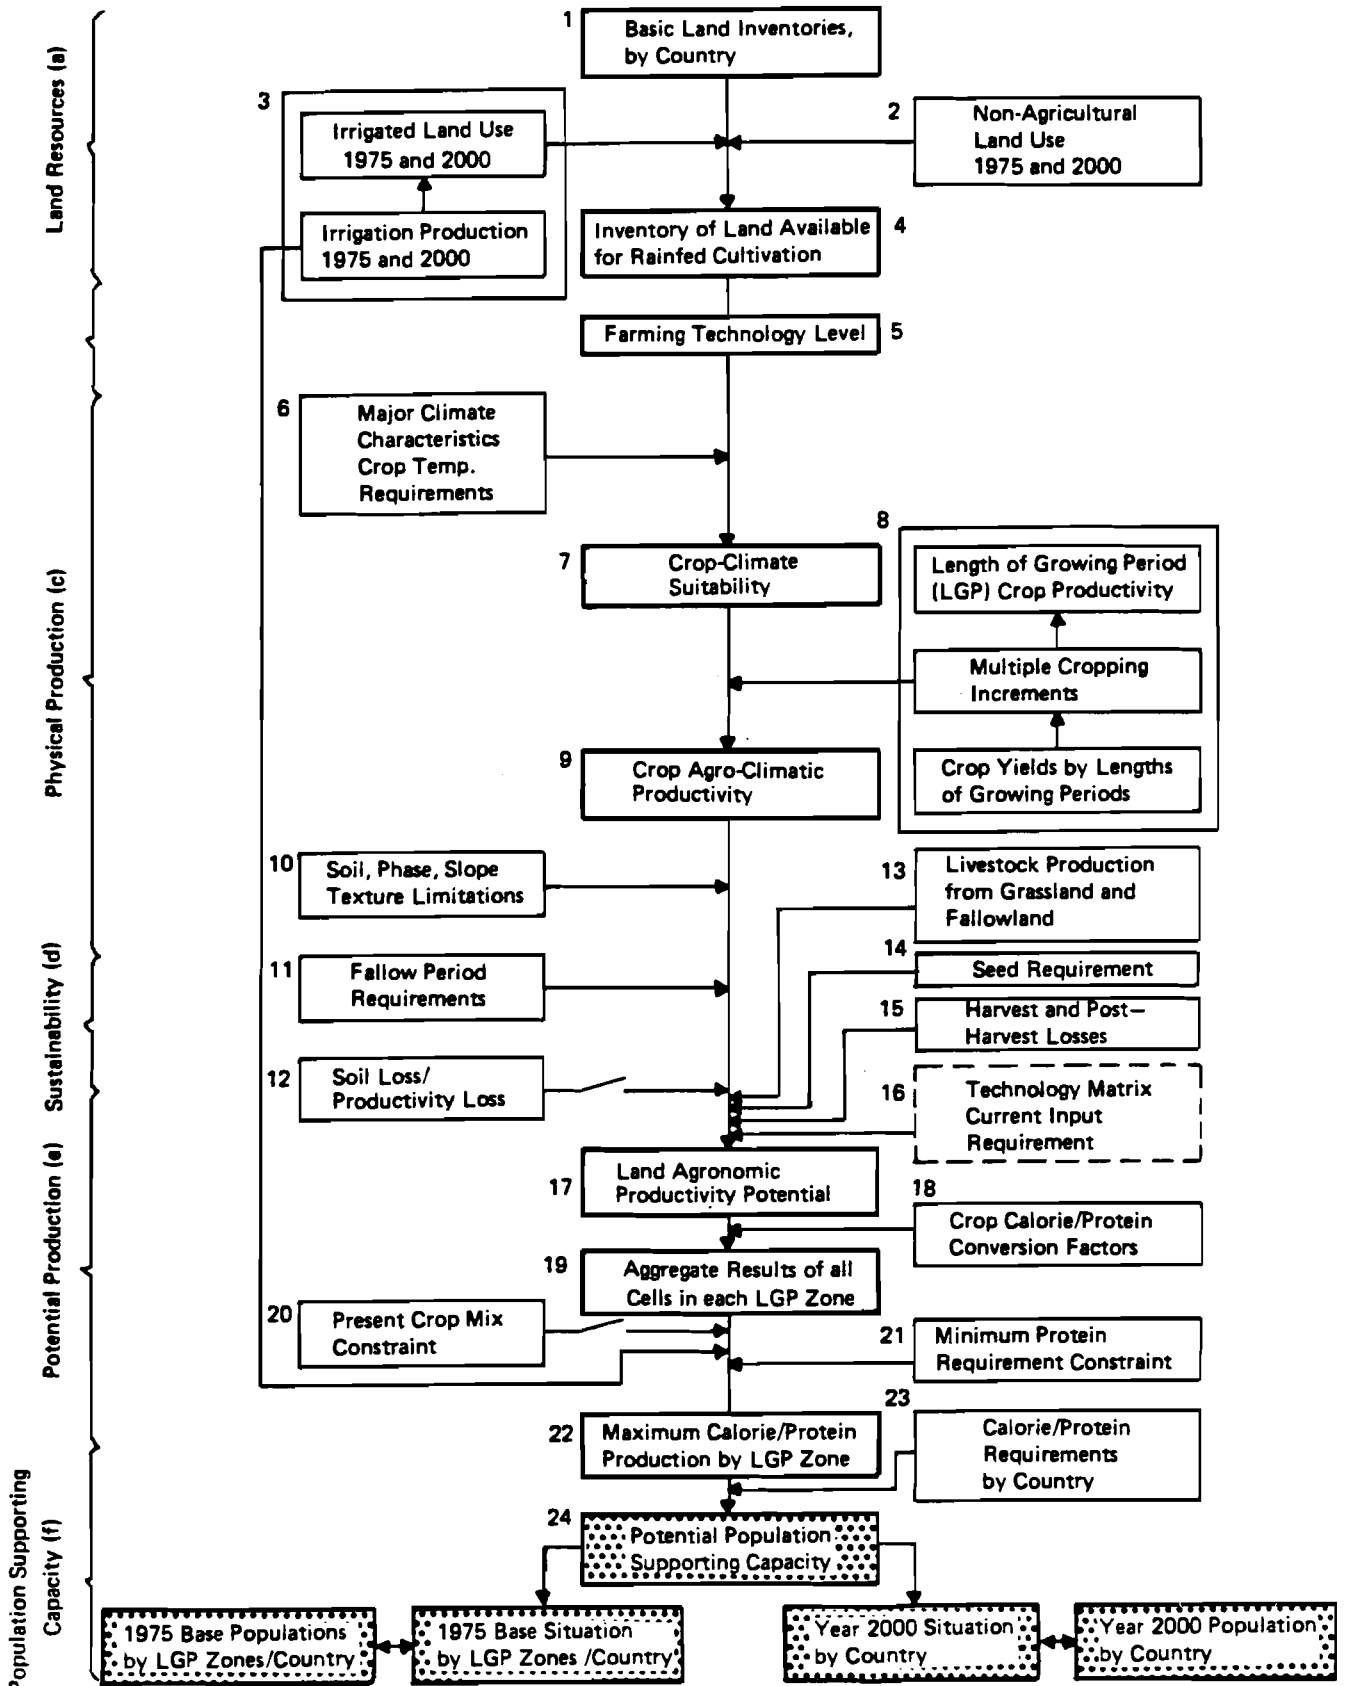 1
Basic Land Inventories,
by Country
Land Resources (a)
3
Irrigated Land Use
1975 and 2000
Irrigation Production
1975 and 2000
2
Non-Agricultural
Land Use
1975 and 2000
Inventory of Land Available
for Rainfed Cultivation
4
Farming Technology Level
5
6
Major Climate
Characteristics
Crop Temp.
Requirements
Physical Production (c)
7
Crop-Climate
Suitability
8
Length of Growing Period
(LGP) Crop Productivity
Multiple Cropping
Increments
Crop Yields by Lengths
of Growing Periods
9
Crop Agro-Climatic
Productivity
10
Soil, Phase, Slope
Texture Limitations
13
Livestock Production
from Grassland and
Fallowland
Sustainability (d)
11
Fallow Period
Requirements
14
Seed Requirement
15
Harvest and Post—
Harvest Losses
12
Soil Loss/
Productivity Loss
16
Technology Matrix
Current Input
Requirement
Potential Production (e)
17
Land Agronomic
Productivity Potential
18
Crop Calorie/Protein
Conversion Factors
19
Aggregate Results of all
Cells in each LGP Zone
20
Present Crop Mix
Constraint
21
Minimum Protein
Requirement Constraint
22
Maximum Calorie/Protein
Production by LGP Zone
23
Calorie/Protein
Requirements
by Country
Population Supporting
Capacity (f)
24
Potential Population
Supporting Capacity
1975 Base Populations
by LGP Zones/Country
1975 Base Situation
by LGP Zones /Country
Year 2000 Situation
by Country
Year 2000 Population
by Country